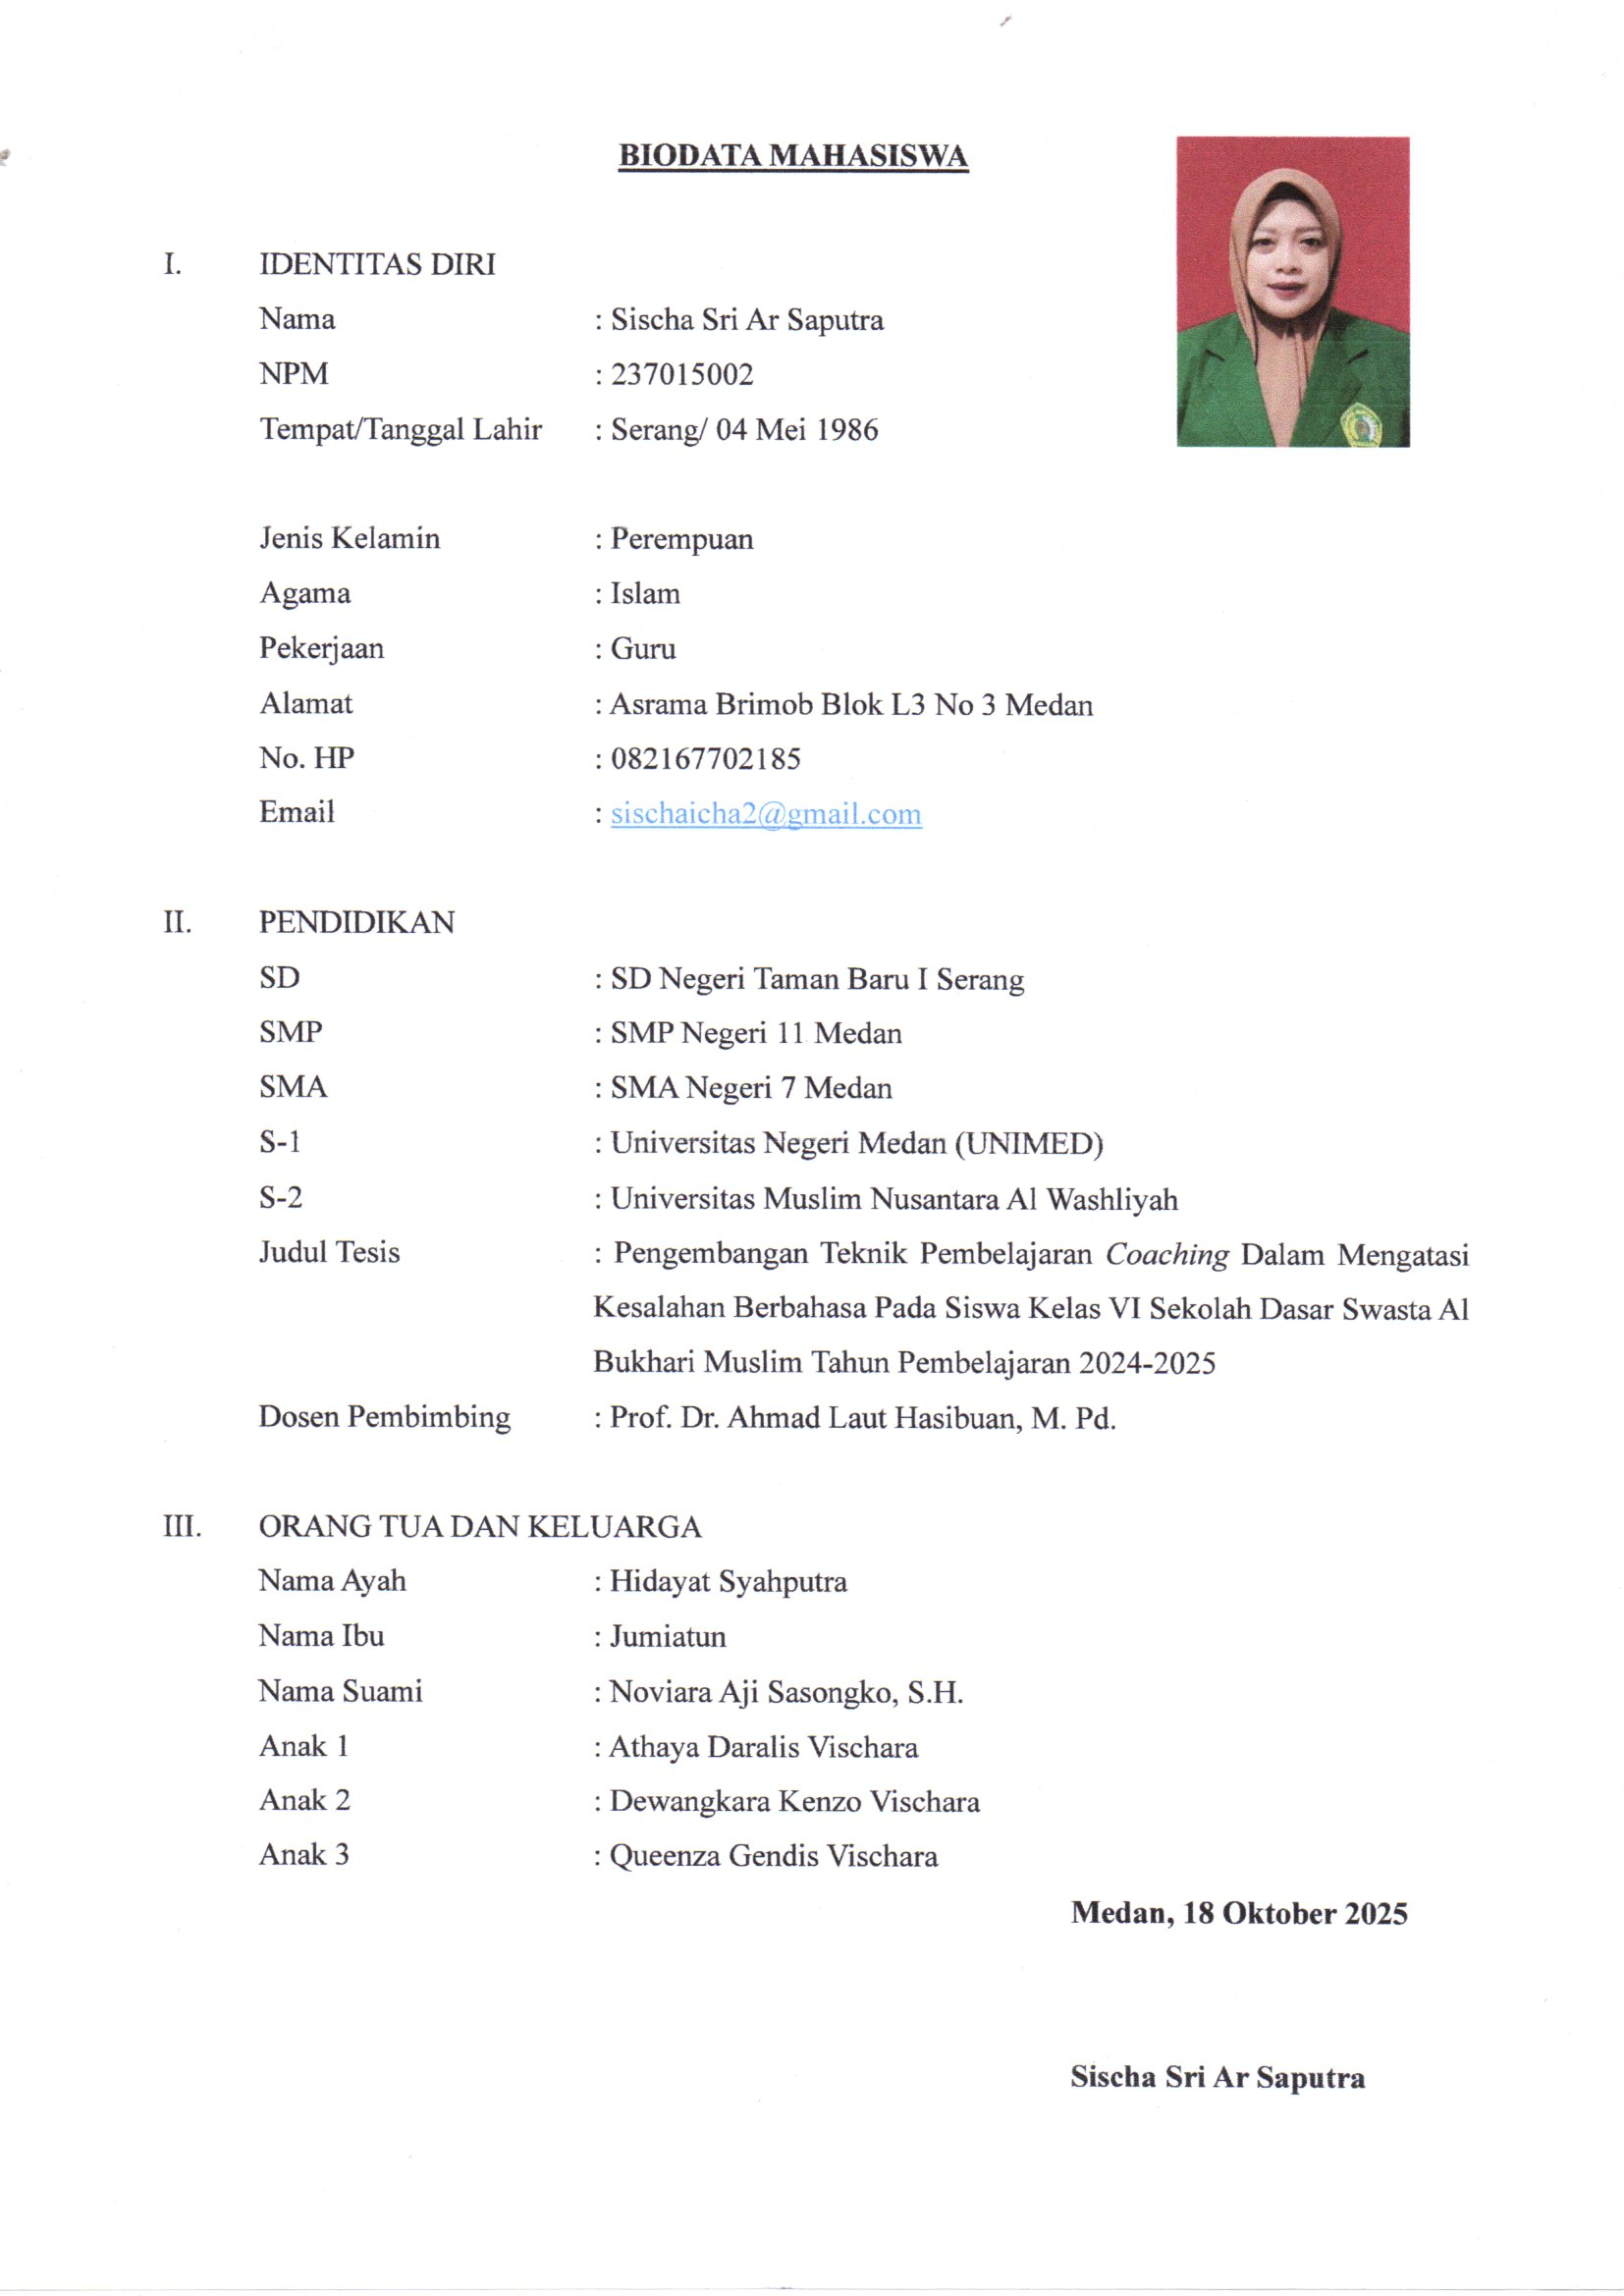 BIODATA MAHASISWA
I. IDENTITAS DIRI
Nama : Sischa Sri Ar Saputra
NPM : 237015002
Tempat/Tanggal Lahir : Serang/ 04 Mei 1986
Jenis Kelamin : Perempuan
Agama : Islam
Pekerjaan : Guru
Alamat : Asrama Brimob Blok L3 No 3 Medan
No. HP : 082167702185
Email : sischaicha2@gmail.com
II. PENDIDIKAN
SD : SD Negeri Taman Baru I Serang
SMP : SMP Negeri 11 Medan
SMA : SMA Negeri 7 Medan
S-1 : Universitas Negeri Medan (UNIMED)
S-2 : Universitas Muslim Nusantara Al Washliyah
Judul Tesis : Pengembangan Teknik Pembelajaran Coaching Dalam Mengatasi
Kesalahan Berbahasa Pada Siswa Kelas VI Sekolah Dasar Swasta Al
Bukhari Muslim Tahun Pembelajaran 2024-2025
Dosen Pembimbing : Prof. Dr. Ahmad Laut Hasibuan, M. Pd.
III. ORANG TUA DAN KELUARGA
Nama Ayah : Hidayat Syahputra
Nama Ibu : Jumiatun
Nama Suami : Noviara Aji Sasongko, S.H.
Anak 1 : Athaya Daralis Vischara
Anak 2 : Dewangkara Kenzo Vischara
Anak 3 : Queenza Gendis Vischara
Medan, 18 Oktober 2025
Sischa Sri Ar Saputra